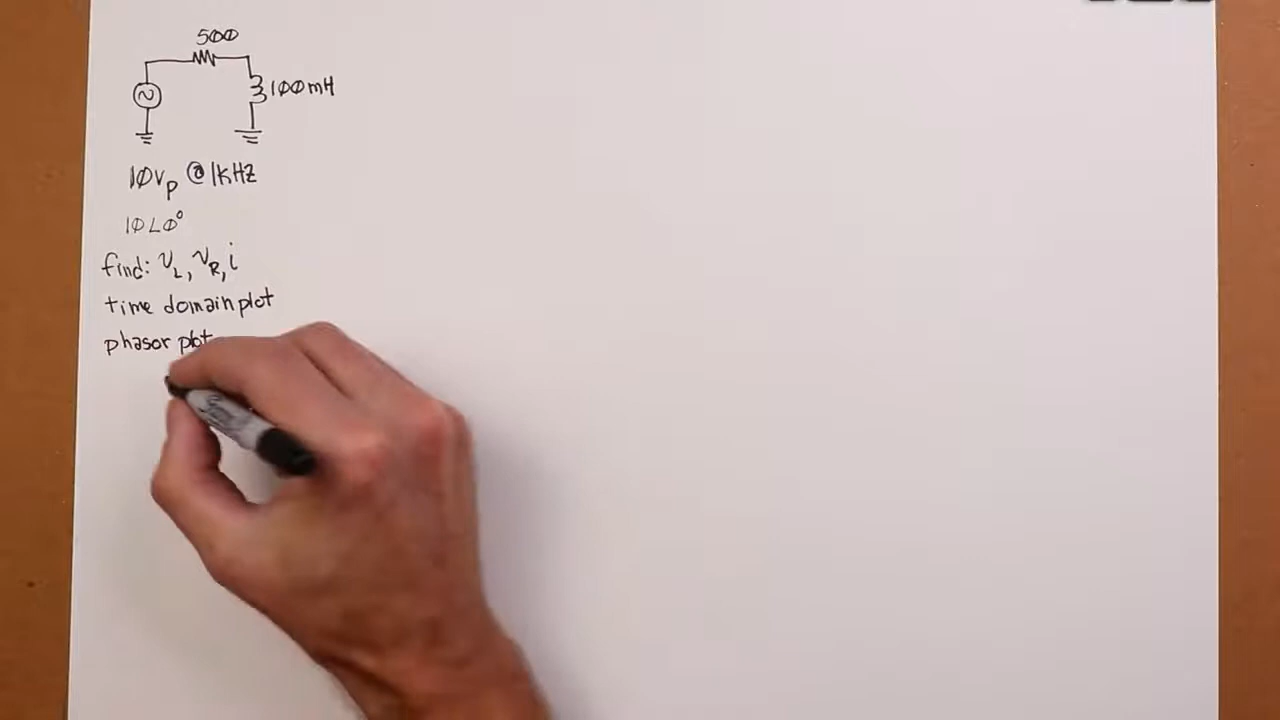 500
100mH
10Vp @ 1kHz
10∠0°
find: vL, vR, i
time domain plot
phasor plot